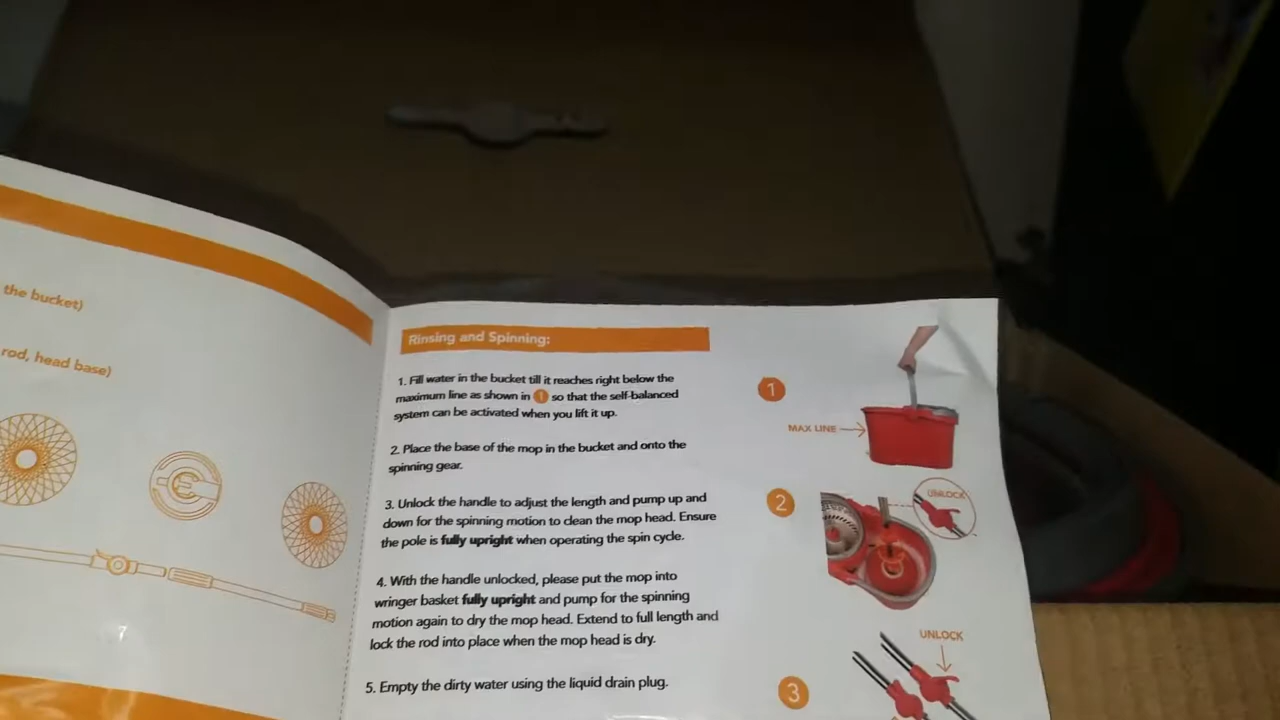 the bucket)
rod, head base)
Rinsing and Spinning:
1. Fill water in the bucket till it reaches right below the
maximum line as shown in 1 so that the self-balanced
system can be activated when you lift it up.
2. Place the base of the mop in the bucket and onto the
spinning gear.
3. Unlock the handle to adjust the length and pump up and
down for the spinning motion to clean the mop head. Ensure
the pole is fully upright when operating the spin cycle.
4. With the handle unlocked, please put the mop into
wringer basket fully upright and pump for the spinning
motion again to dry the mop head. Extend to full length and
lock the rod into place when the mop head is dry.
5. Empty the dirty water using the liquid drain plug.
1
MAX LINE
2
UNLOCK
UNLOCK
3